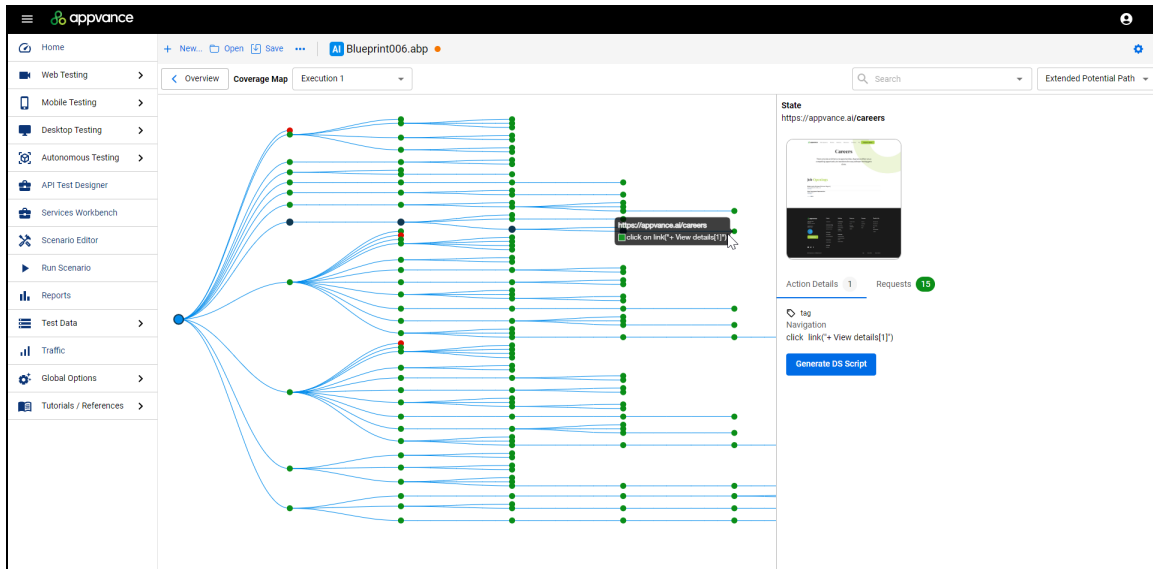 appvance
Home
+ New... Open Save ••• AI Blueprint006.abp
Web Testing
Overview Coverage Map Execution 1 Search Extended Potential Path
Mobile Testing
Desktop Testing
Autonomous Testing
API Test Designer
Services Workbench
Scenario Editor
Run Scenario
Reports
Test Data
Traffic
Global Options
Tutorials / References
https://appvance.ai/careers
click on link("+ View details[1]")
State
https://appvance.ai/careers
Careers
Action Details 1 Requests 15
tag
Navigation
click link("+ View details[1]")
Generate DS Script